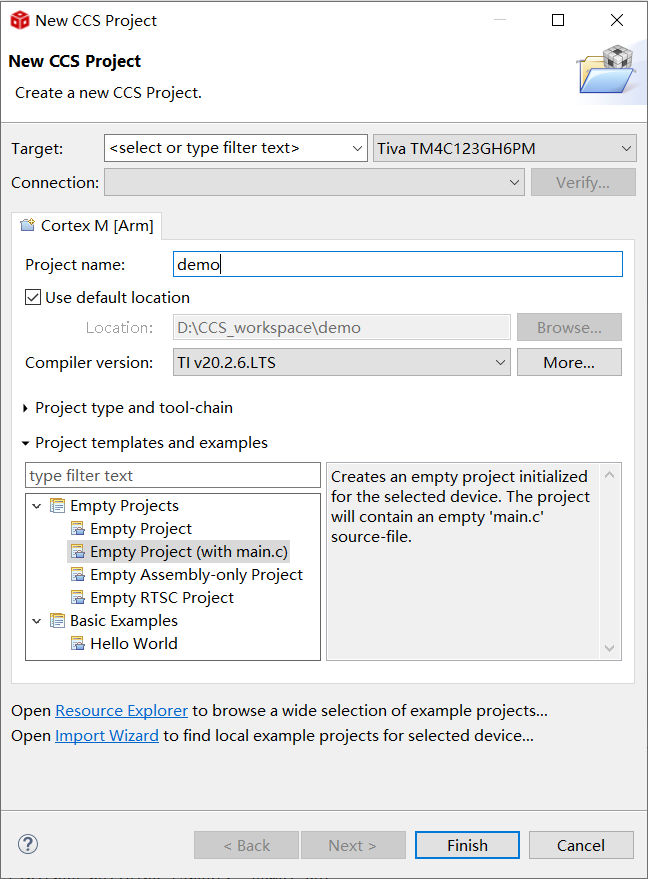 New CCS Project
New CCS Project
Create a new CCS Project.
Target: <select or type filter text> Tiva TM4C123GH6PM
Connection: Verify...
Cortex M [Arm]
Project name: demo
Use default location
Location: D:\CCS_workspace\demo Browse...
Compiler version: TI v20.2.6.LTS More...
Project type and tool-chain
Project templates and examples
type filter text
Empty Projects
Empty Project
Empty Project (with main.c)
Empty Assembly-only Project
Empty RTSC Project
Basic Examples
Hello World
Creates an empty project initialized
for the selected device. The project
will contain an empty 'main.c'
source-file.
Open Resource Explorer to browse a wide selection of example projects...
Open Import Wizard to find local example projects for selected device...
? < Back Next > Finish Cancel